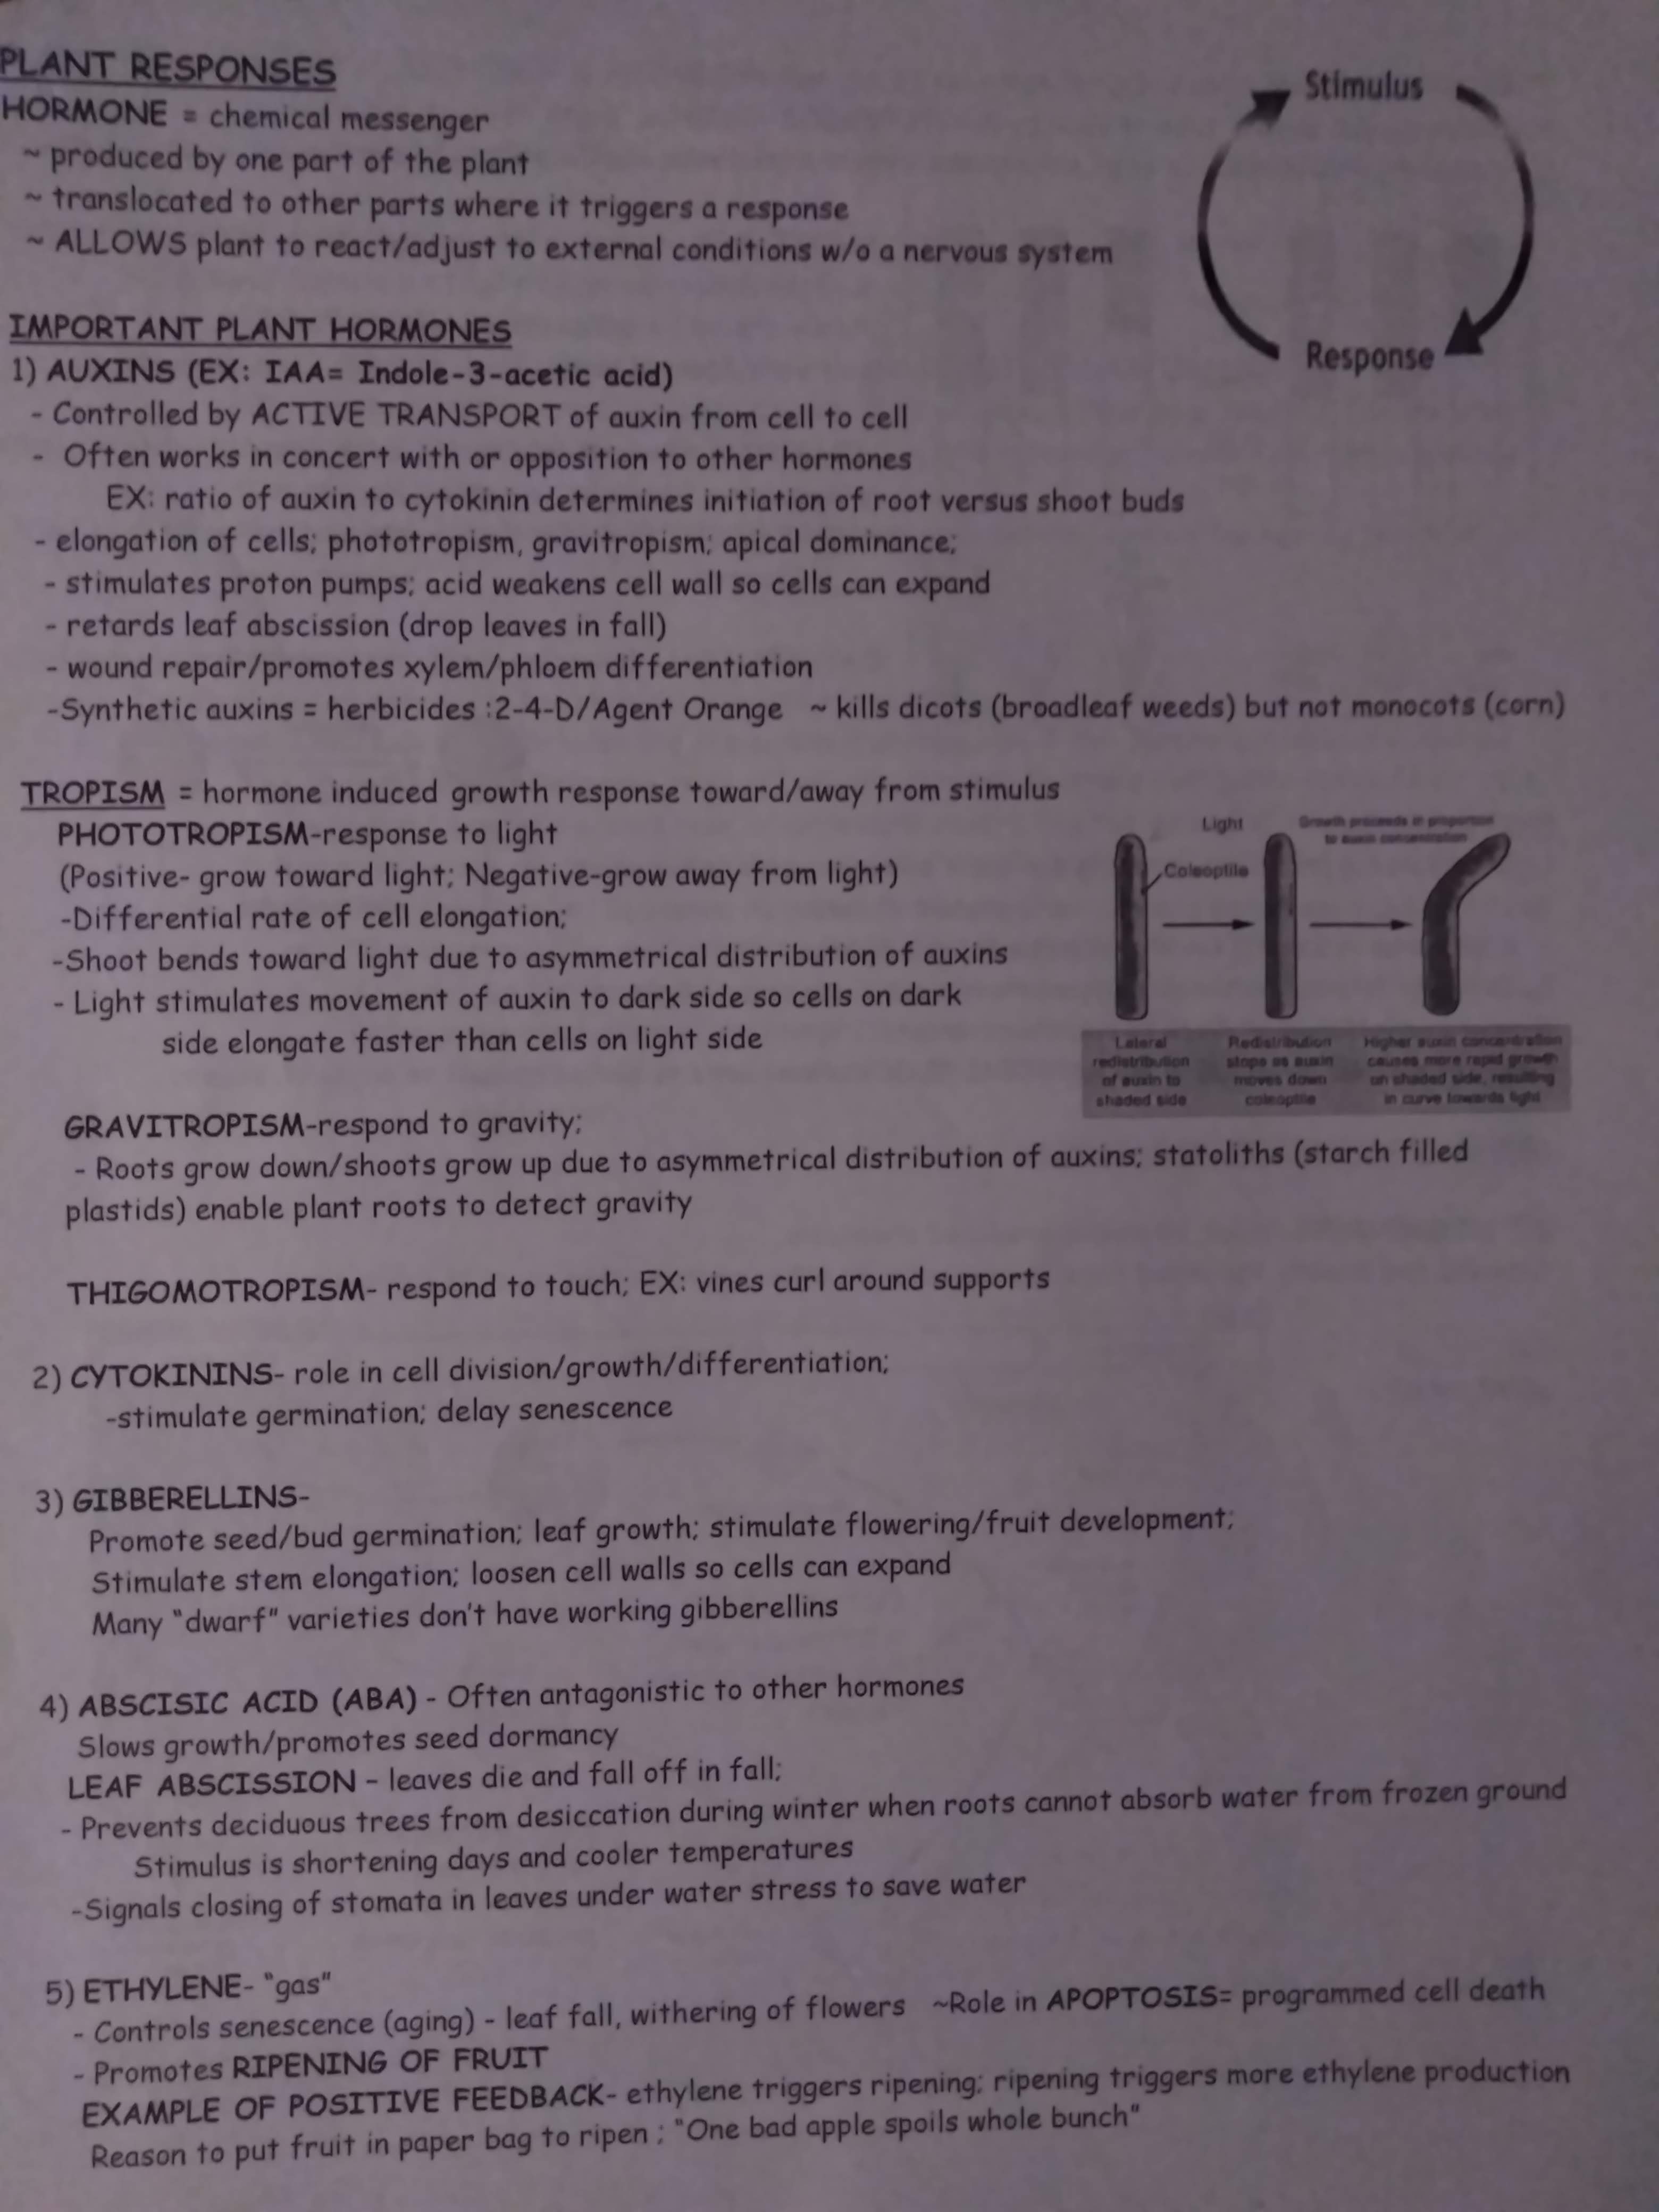 PLANT RESPONSES
HORMONE = chemical messenger
~ produced by one part of the plant
~ translocated to other parts where it triggers a response
~ ALLOWS plant to react/adjust to external conditions w/o a nervous system
Stimulus
Response
IMPORTANT PLANT HORMONES
1) AUXINS (EX: IAA= Indole-3-acetic acid)
- Controlled by ACTIVE TRANSPORT of auxin from cell to cell
- Often works in concert with or opposition to other hormones
EX: ratio of auxin to cytokinin determines initiation of root versus shoot buds
- elongation of cells; phototropism, gravitropism; apical dominance;
- stimulates proton pumps; acid weakens cell wall so cells can expand
- retards leaf abscission (drop leaves in fall)
- wound repair/promotes xylem/phloem differentiation
-Synthetic auxins = herbicides :2-4-D/Agent Orange ~ kills dicots (broadleaf weeds) but not monocots (corn)
TROPISM = hormone induced growth response toward/away from stimulus
PHOTOTROPISM-response to light
(Positive- grow toward light; Negative-grow away from light)
-Differential rate of cell elongation;
-Shoot bends toward light due to asymmetrical distribution of auxins
- Light stimulates movement of auxin to dark side so cells on dark
side elongate faster than cells on light side
Light
Growth proceeds in proportion
to auxin concentration
Coleoptile
Lateral
redistribution
of auxin to
shaded side
Redistribution
stops as auxin
moves down
coleoptile
Higher auxin concentration
causes more rapid growth
on shaded side, resulting
in curve towards light
GRAVITROPISM-respond to gravity;
- Roots grow down/shoots grow up due to asymmetrical distribution of auxins; statoliths (starch filled
plastids) enable plant roots to detect gravity
THIGOMOTROPISM- respond to touch; EX: vines curl around supports
2) CYTOKININS- role in cell division/growth/differentiation;
-stimulate germination; delay senescence
3) GIBBERELLINS-
Promote seed/bud germination; leaf growth; stimulate flowering/fruit development;
Stimulate stem elongation; loosen cell walls so cells can expand
Many "dwarf" varieties don't have working gibberellins
4) ABSCISIC ACID (ABA) - Often antagonistic to other hormones
Slows growth/promotes seed dormancy
LEAF ABSCISSION - leaves die and fall off in fall;
- Prevents deciduous trees from desiccation during winter when roots cannot absorb water from frozen ground
Stimulus is shortening days and cooler temperatures
-Signals closing of stomata in leaves under water stress to save water
5) ETHYLENE- "gas"
- Controls senescence (aging) - leaf fall, withering of flowers ~Role in APOPTOSIS= programmed cell death
- Promotes RIPENING OF FRUIT
EXAMPLE OF POSITIVE FEEDBACK- ethylene triggers ripening; ripening triggers more ethylene production
Reason to put fruit in paper bag to ripen ; "One bad apple spoils whole bunch"